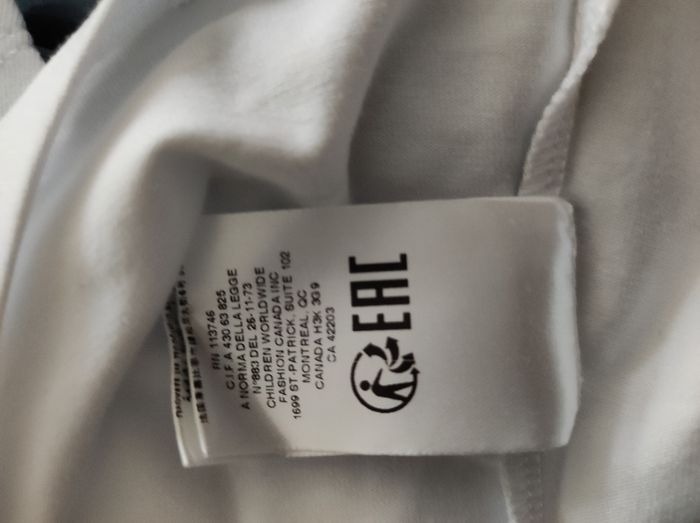 RN 113746
C I F A 430 63 825
A NORMA DELLA LEGGE
N°883 DEL 26-11-73
CHILDREN WORLDWIDE
FASHION CANADA INC
1699 ST-PATRICK, SUITE 102
MONTREAL, QC
CANADA H3K 3G9
CA 42203
EAC